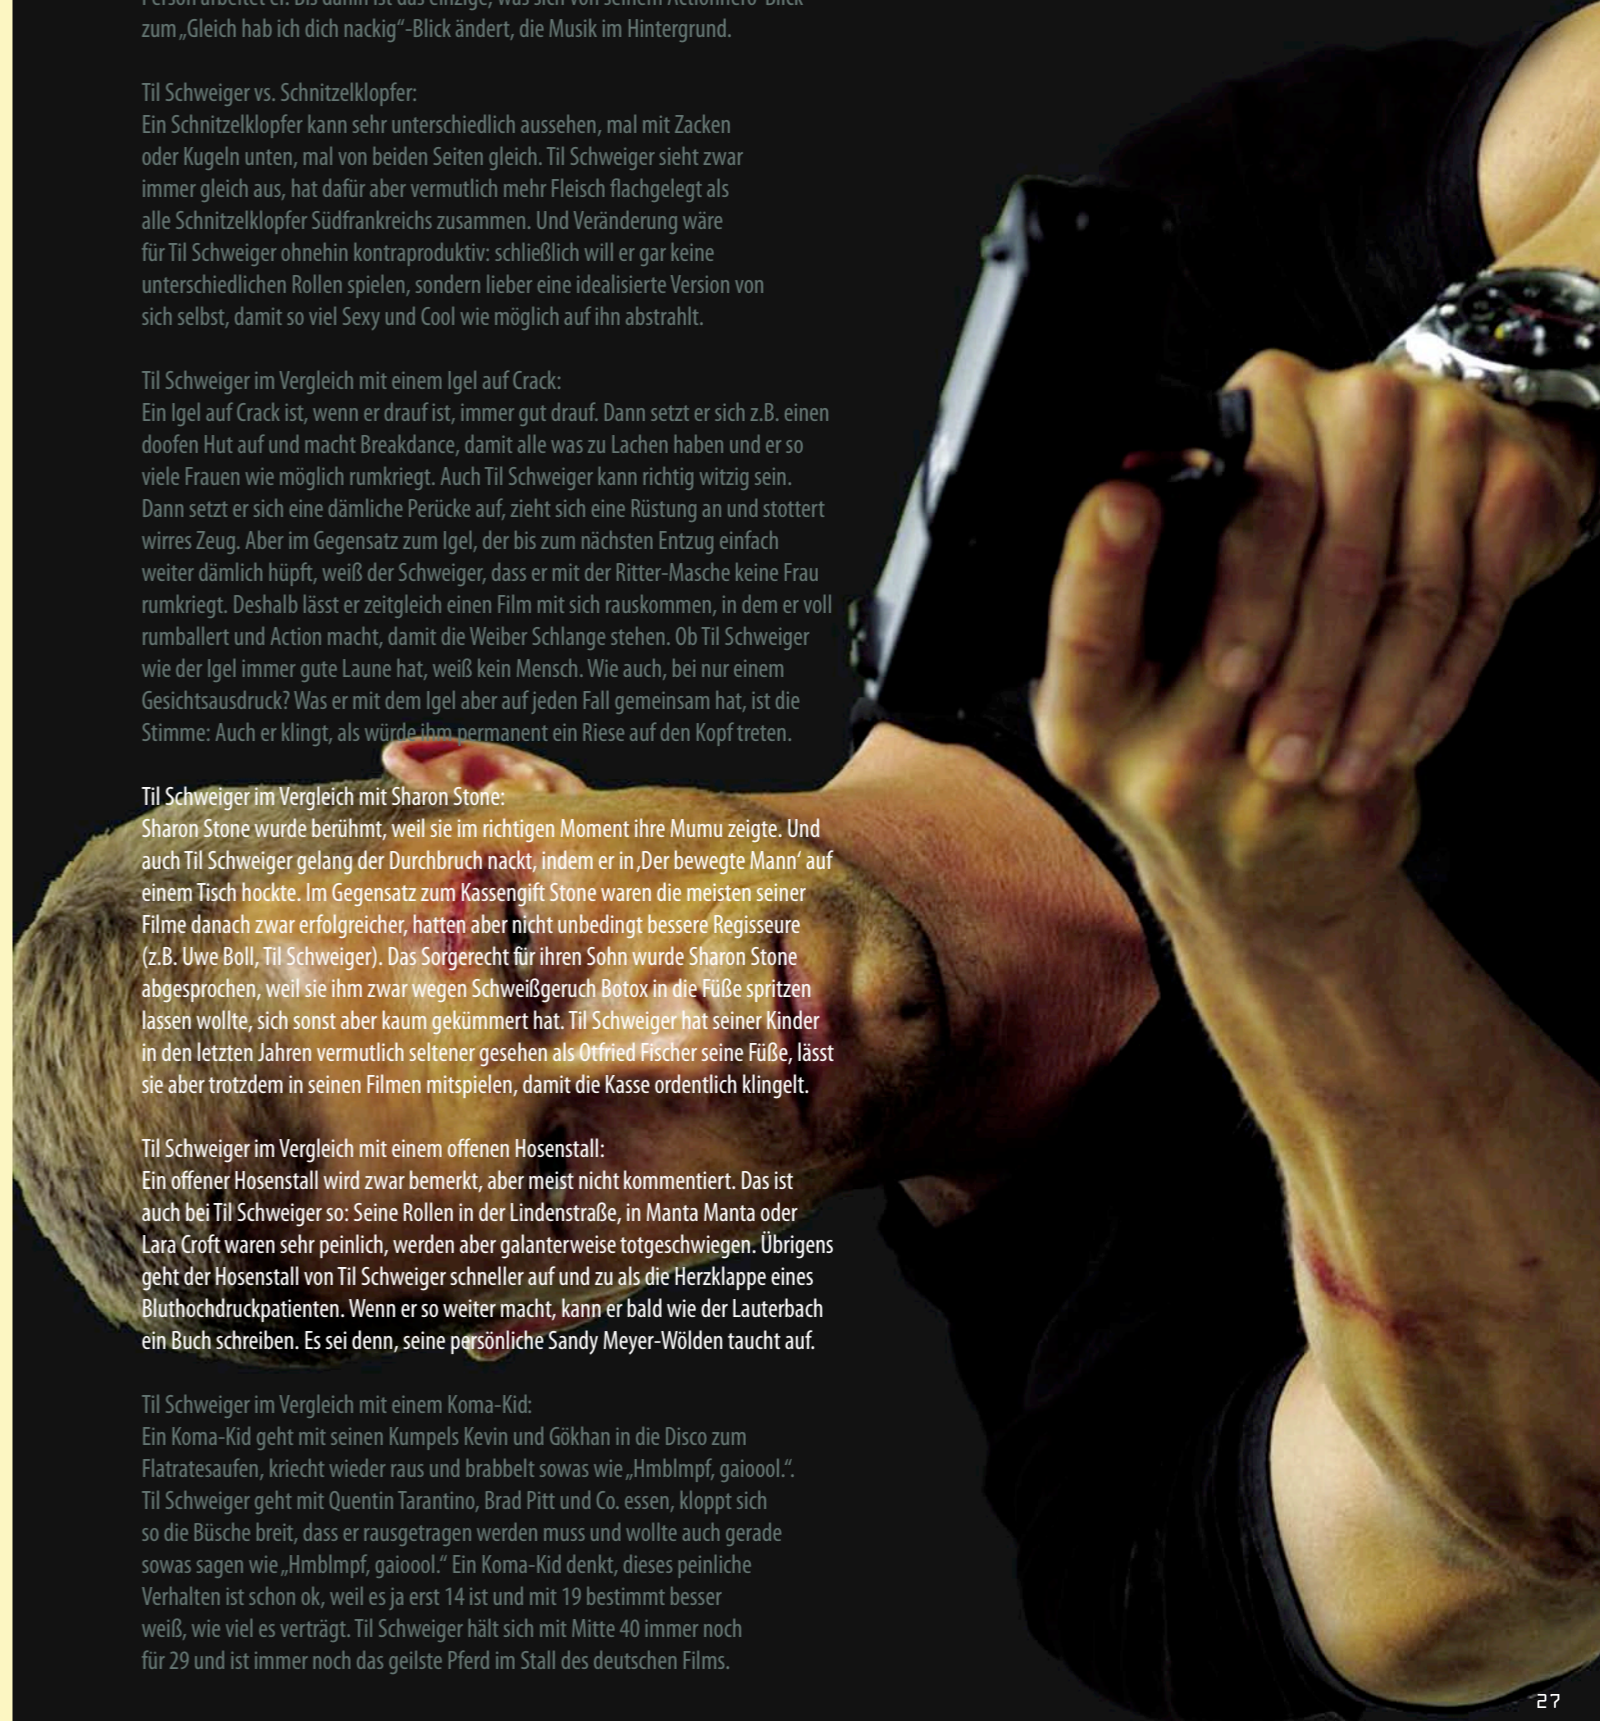 Person arbeitet er. Bis dahin ist das einzige, was sich von seinem Actionhero-Blick
zum „Gleich hab ich dich nackig“-Blick ändert, die Musik im Hintergrund.
Til Schweiger vs. Schnitzelklopfer:
Ein Schnitzelklopfer kann sehr unterschiedlich aussehen, mal mit Zacken
oder Kugeln unten, mal von beiden Seiten gleich. Til Schweiger sieht zwar
immer gleich aus, hat dafür aber vermutlich mehr Fleisch flachgelegt als
alle Schnitzelklopfer Südfrankreichs zusammen. Und Veränderung wäre
für Til Schweiger ohnehin kontraproduktiv: schließlich will er gar keine
unterschiedlichen Rollen spielen, sondern lieber eine idealisierte Version von
sich selbst, damit so viel Sexy und Cool wie möglich auf ihn abstrahlt.
Til Schweiger im Vergleich mit einem Igel auf Crack:
Ein Igel auf Crack ist, wenn er drauf ist, immer gut drauf. Dann setzt er sich z.B. einen
doofen Hut auf und macht Breakdance, damit alle was zu Lachen haben und er so
viele Frauen wie möglich rumkriegt. Auch Til Schweiger kann richtig witzig sein.
Dann setzt er sich eine dämliche Perücke auf, zieht sich eine Rüstung an und stottert
wirres Zeug. Aber im Gegensatz zum Igel, der bis zum nächsten Entzug einfach
weiter dämlich hüpft, weiß der Schweiger, dass er mit der Ritter-Masche keine Frau
rumkriegt. Deshalb lässt er zeitgleich einen Film mit sich rauskommen, in dem er voll
rumballert und Action macht, damit die Weiber Schlange stehen. Ob Til Schweiger
wie der Igel immer gute Laune hat, weiß kein Mensch. Wie auch, bei nur einem
Gesichtsausdruck? Was er mit dem Igel aber auf jeden Fall gemeinsam hat, ist die
Stimme: Auch er klingt, als würde ihm permanent ein Riese auf den Kopf treten.
Til Schweiger im Vergleich mit Sharon Stone:
Sharon Stone wurde berühmt, weil sie im richtigen Moment ihre Mumu zeigte. Und
auch Til Schweiger gelang der Durchbruch nackt, indem er in ‚Der bewegte Mann‘ auf
einem Tisch hockte. Im Gegensatz zum Kassengift Stone waren die meisten seiner
Filme danach zwar erfolgreicher, hatten aber nicht unbedingt bessere Regisseure
(z.B. Uwe Boll, Til Schweiger). Das Sorgerecht für ihren Sohn wurde Sharon Stone
abgesprochen, weil sie ihm zwar wegen Schweißgeruch Botox in die Füße spritzen
lassen wollte, sich sonst aber kaum gekümmert hat. Til Schweiger hat seiner Kinder
in den letzten Jahren vermutlich seltener gesehen als Otfried Fischer seine Füße, lässt
sie aber trotzdem in seinen Filmen mitspielen, damit die Kasse ordentlich klingelt.
Til Schweiger im Vergleich mit einem offenen Hosenstall:
Ein offener Hosenstall wird zwar bemerkt, aber meist nicht kommentiert. Das ist
auch bei Til Schweiger so: Seine Rollen in der Lindenstraße, in Manta Manta oder
Lara Croft waren sehr peinlich, werden aber galanterweise totgeschwiegen. Übrigens
geht der Hosenstall von Til Schweiger schneller auf und zu als die Herzklappe eines
Bluthochdruckpatienten. Wenn er so weiter macht, kann er bald wie der Lauterbach
ein Buch schreiben. Es sei denn, seine persönliche Sandy Meyer-Wölden taucht auf.
Til Schweiger im Vergleich mit einem Koma-Kid:
Ein Koma-Kid geht mit seinen Kumpels Kevin und Gökhan in die Disco zum
Flatratesaufen, kriecht wieder raus und brabbelt sowas wie „Hmblmpf, gaioool.“.
Til Schweiger geht mit Quentin Tarantino, Brad Pitt und Co. essen, kloppt sich
so die Büsche breit, dass er rausgetragen werden muss und wollte auch gerade
sowas sagen wie „Hmblmpf, gaioool.“ Ein Koma-Kid denkt, dieses peinliche
Verhalten ist schon ok, weil es ja erst 14 ist und mit 19 bestimmt besser
weiß, wie viel es verträgt. Til Schweiger hält sich mit Mitte 40 immer noch
für 29 und ist immer noch das geilste Pferd im Stall des deutschen Films.
27